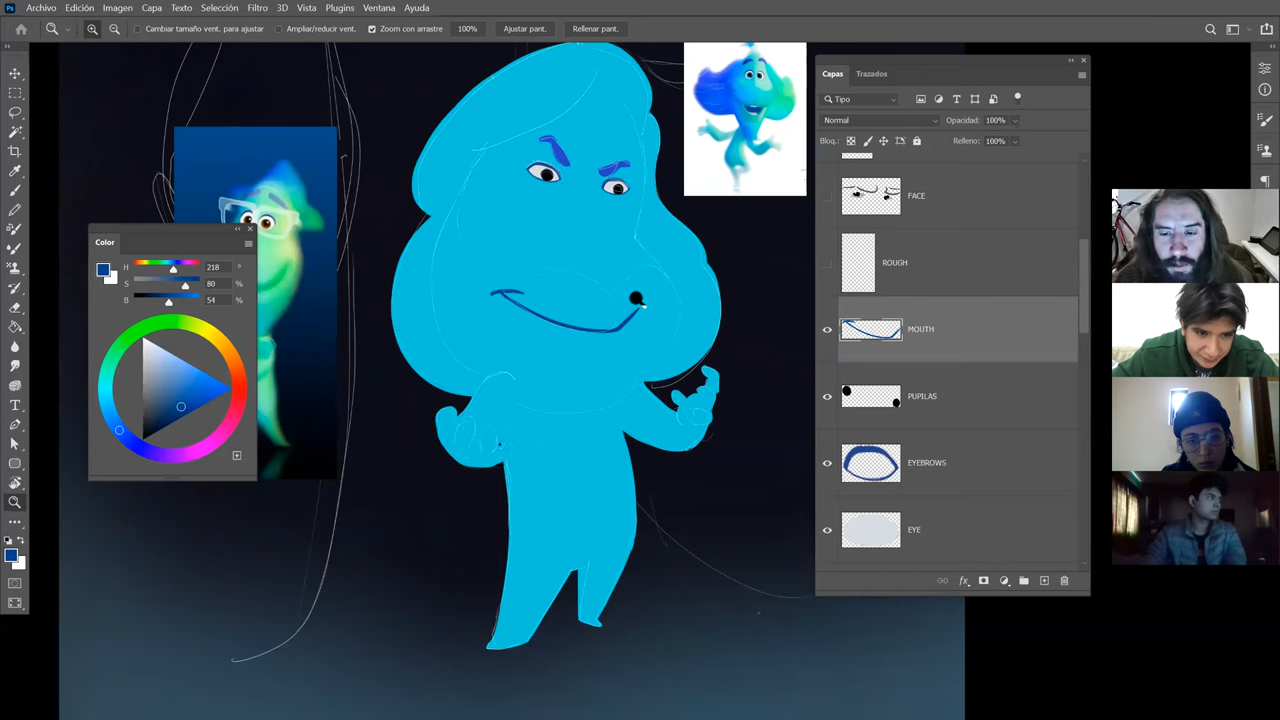 Ps Archivo Edición Imagen Capa Texto Selección Filtro 3D Vista Plugins Ventana Ayuda
Cambiar tamaño vent. para ajustar Ampliar/reducir vent. Zoom con arrastre 100% Ajustar pant. Rellenar pant.
Capas Trazados
Tipo
Normal Opacidad: 100%
Bloq.: Relleno: 100%
FACE
ROUGH
MOUTH
PUPILAS
EYEBROWS
EYE
fx
Color
H 218 °
S 80 %
B 54 %